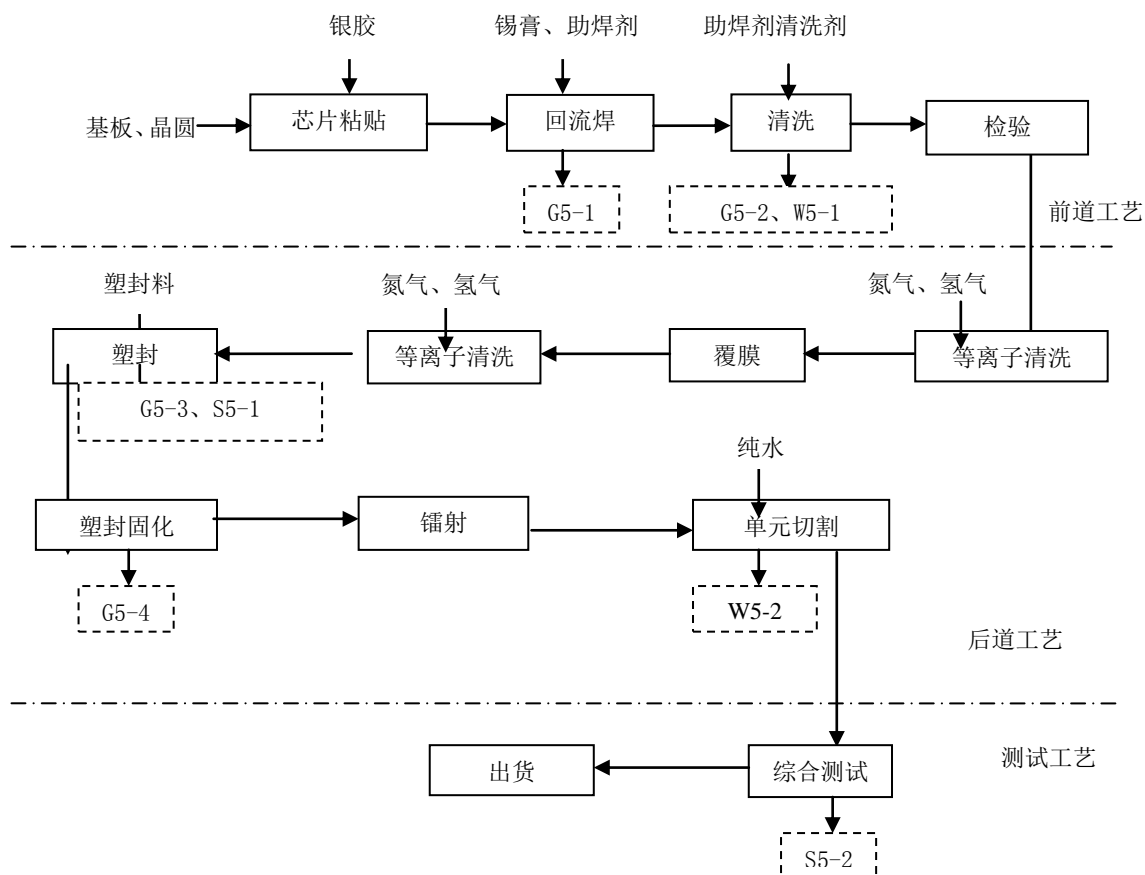 银胶
锡膏、助焊剂
助焊剂清洗剂
基板、晶圆
芯片粘贴
回流焊
清洗
检验
G5-1
G5-2、W5-1
前道工艺
塑封料
氮气、氢气
氮气、氢气
塑封
等离子清洗
覆膜
等离子清洗
G5-3、S5-1
纯水
塑封固化
镭射
单元切割
G5-4
W5-2
后道工艺
测试工艺
出货
综合测试
S5-2